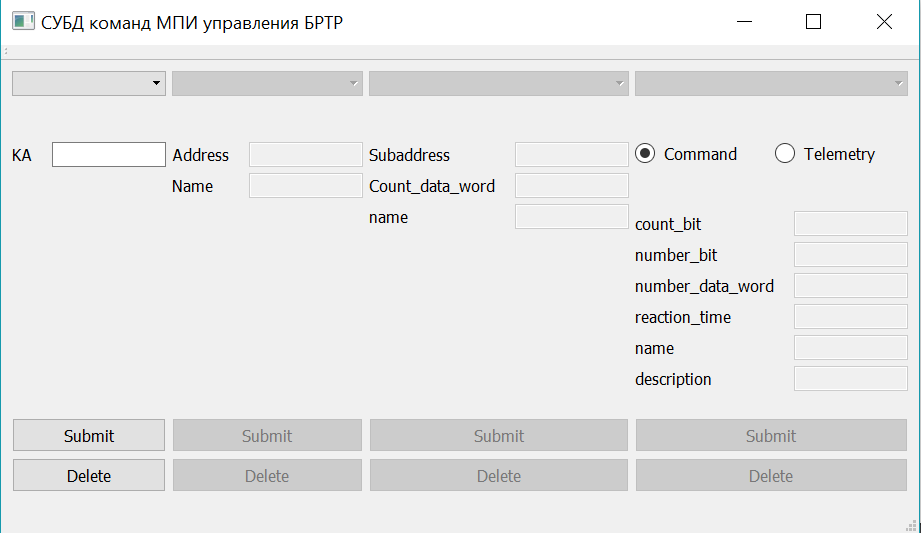 СУБД команд МПИ управления БРТР
КА Address Subaddress Command Telemetry
Name Count_data_word
name
count_bit
number_bit
number_data_word
reaction_time
name
description
Submit Submit Submit Submit
Delete Delete Delete Delete